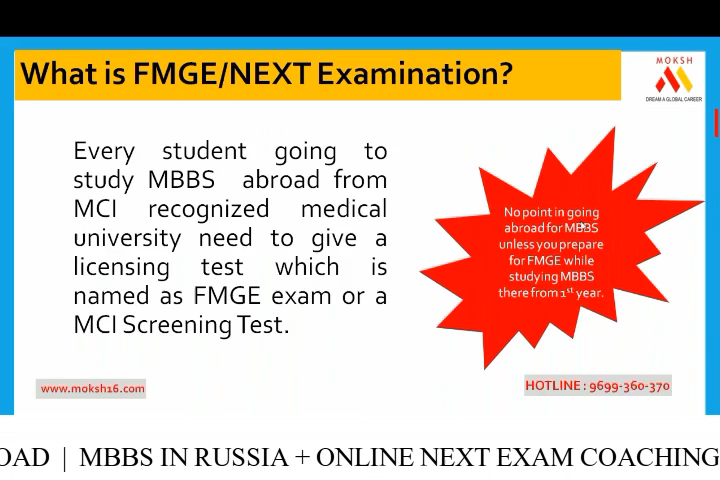 What is FMGE/NEXT Examination?
MOKSH
DREAM A GLOBAL CAREER
Every student going to
study MBBS abroad from
MCI recognized medical
university need to give a
licensing test which is
named as FMGE exam or a
MCI Screening Test.
No point in going
abroad for MBBS
unless you prepare
for FMGE while
studying MBBS
there from 1st year.
www.moksh16.com
HOTLINE : 9699-360-370
OAD | MBBS IN RUSSIA + ONLINE NEXT EXAM COACHING